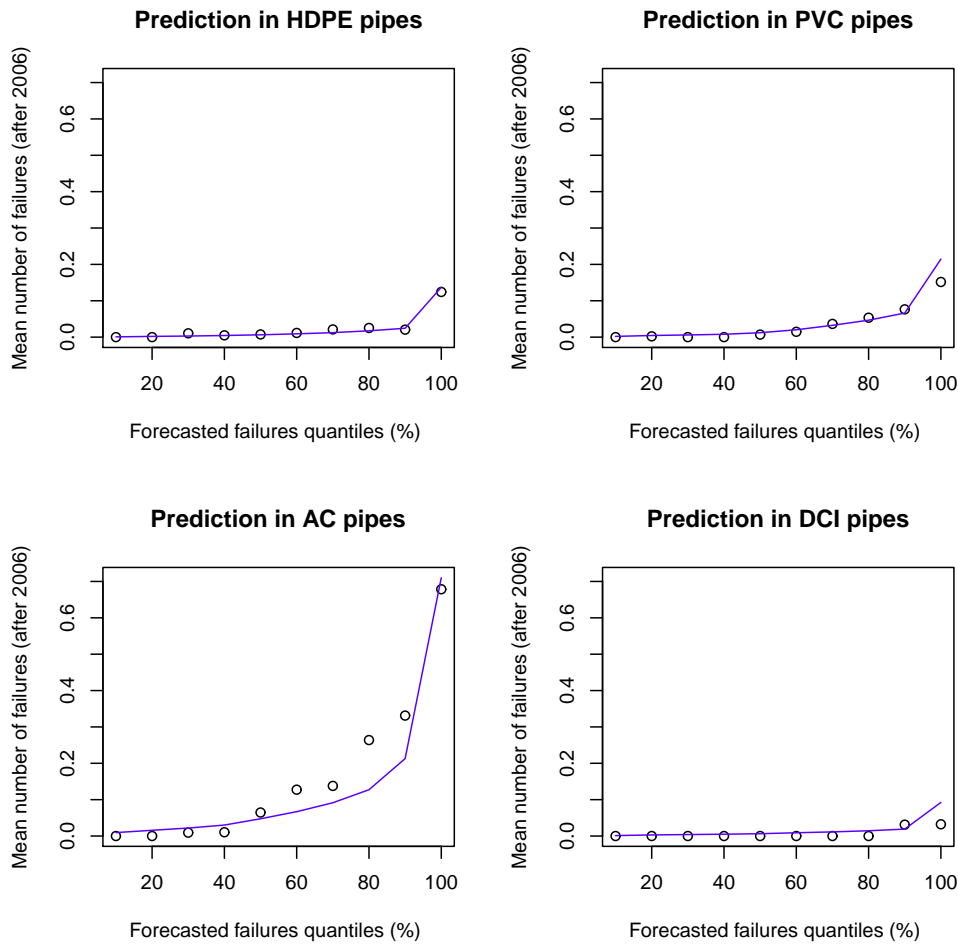 Prediction in HDPE pipes
Mean number of failures (after 2006)
0.0 0.2 0.4 0.6
20 40 60 80 100
Forecasted failures quantiles (%)
Prediction in PVC pipes
Mean number of failures (after 2006)
0.0 0.2 0.4 0.6
20 40 60 80 100
Forecasted failures quantiles (%)
Prediction in AC pipes
Mean number of failures (after 2006)
0.0 0.2 0.4 0.6
20 40 60 80 100
Forecasted failures quantiles (%)
Prediction in DCI pipes
Mean number of failures (after 2006)
0.0 0.2 0.4 0.6
20 40 60 80 100
Forecasted failures quantiles (%)